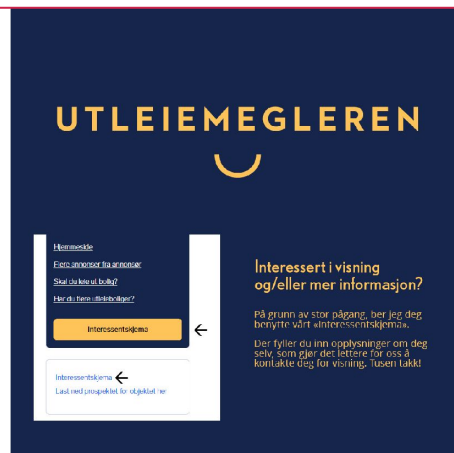 UTLEIEMEGLEREN
Hjemmeside
Flere annonser fra annonsør
Skal du leie ut bolig?
Har du flere utleieboliger?
Interessentskjema
Interessentskjema
Last ned prospektet for objektet her
Interessert i visning
og/eller mer informasjon?
På grunn av stor pågang, ber jeg deg
benytte vårt «Interessentskjema».
Der fyller du inn opplysninger om deg
selv, som gjør det lettere for oss å
kontakte deg for visning. Tusen takk!